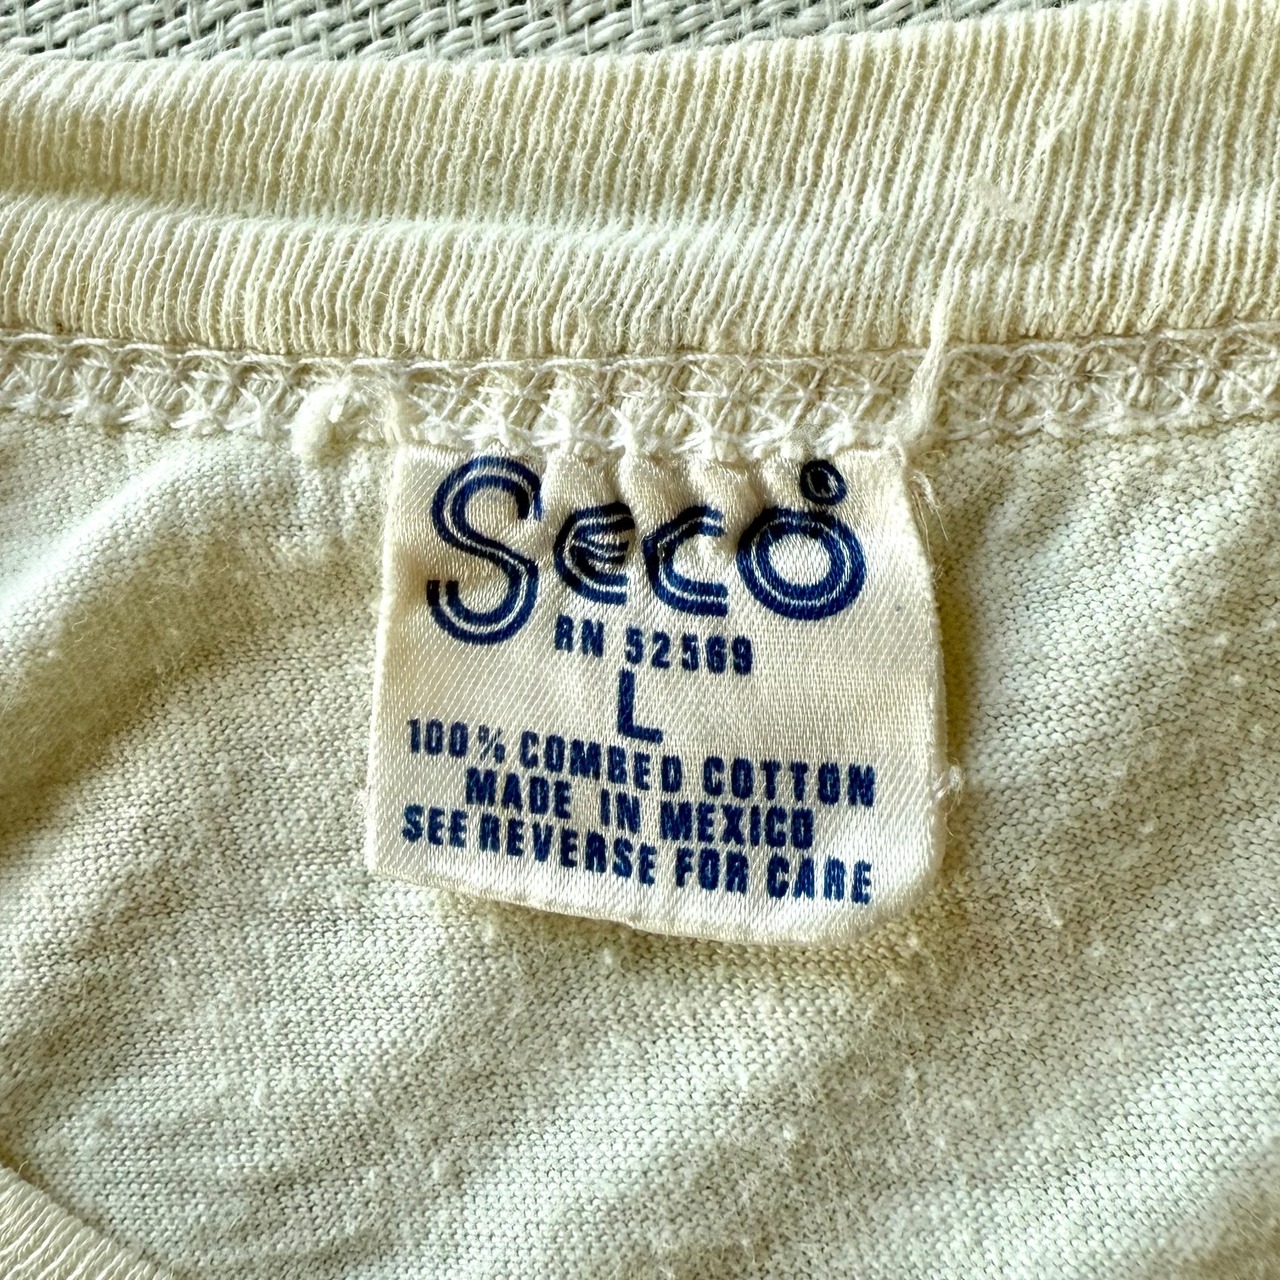 Seco
RN 52569
L
100% COMBED COTTON
MADE IN MEXICO
SEE REVERSE FOR CARE